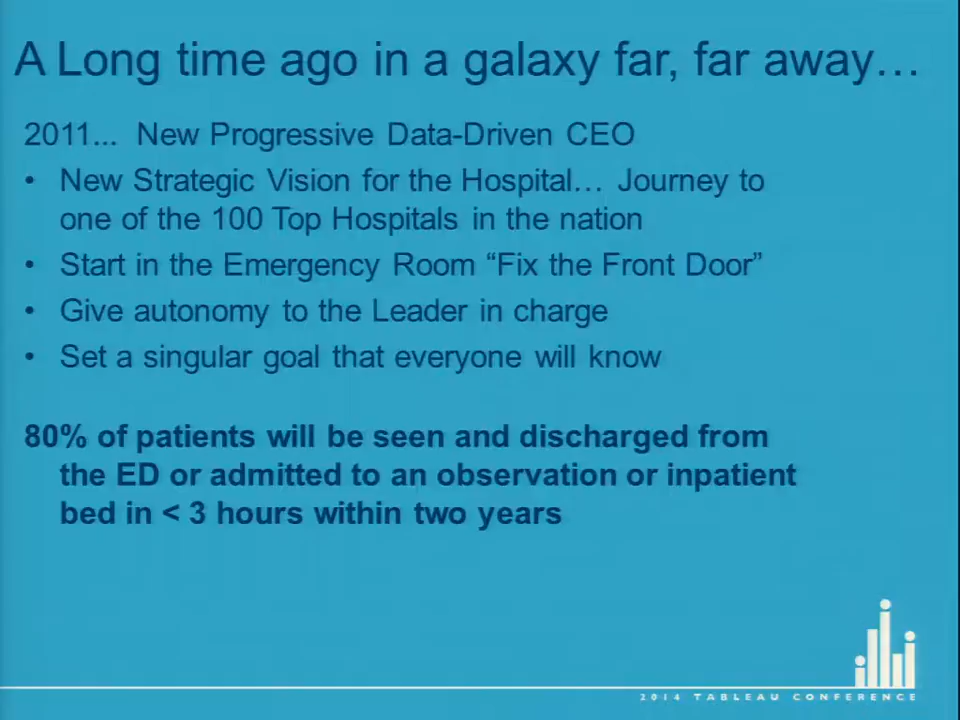 A Long time ago in a galaxy far, far away…
2011... New Progressive Data-Driven CEO
• New Strategic Vision for the Hospital… Journey to
one of the 100 Top Hospitals in the nation
• Start in the Emergency Room “Fix the Front Door”
• Give autonomy to the Leader in charge
• Set a singular goal that everyone will know
80% of patients will be seen and discharged from
the ED or admitted to an observation or inpatient
bed in < 3 hours within two years
2014 TABLEAU CONFERENCE